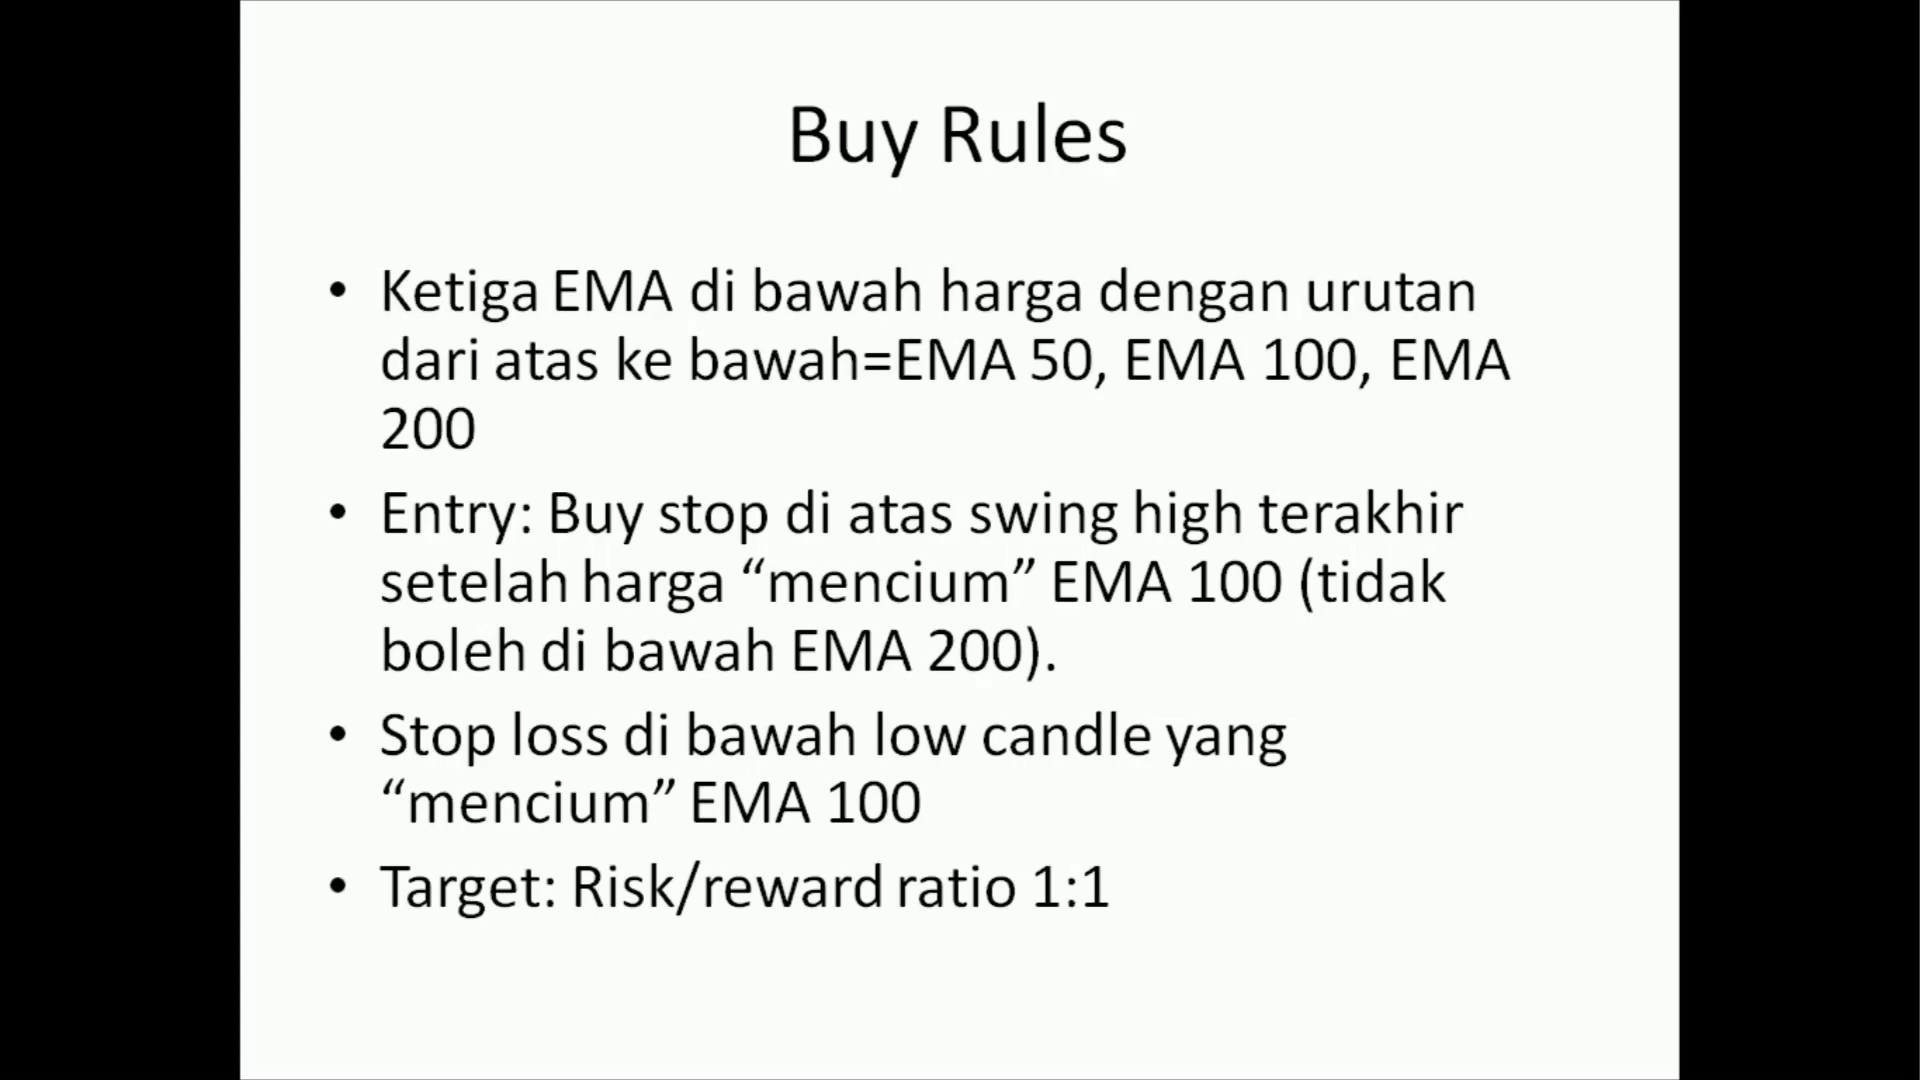 Buy Rules
• Ketiga EMA di bawah harga dengan urutan
dari atas ke bawah=EMA 50, EMA 100, EMA
200
• Entry: Buy stop di atas swing high terakhir
setelah harga “mencium” EMA 100 (tidak
boleh di bawah EMA 200).
• Stop loss di bawah low candle yang
“mencium” EMA 100
• Target: Risk/reward ratio 1:1